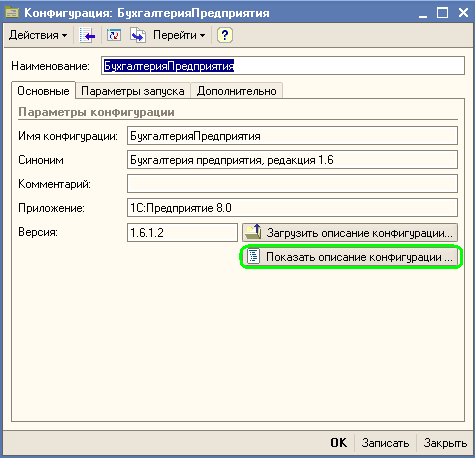 Конфигурация: БухгалтерияПредприятия
Действия Перейти ?
Наименование: БухгалтерияПредприятия
Основные Параметры запуска Дополнительно
Параметры конфигурации
Имя конфигурации: БухгалтерияПредприятия
Синоним Бухгалтерия предприятия, редакция 1.6
Комментарий:
Приложение: 1С:Предприятие 8.0
Версия: 1.6.1.2 Загрузить описание конфигурации...
Показать описание конфигурации ...
OK Записать Закрыть